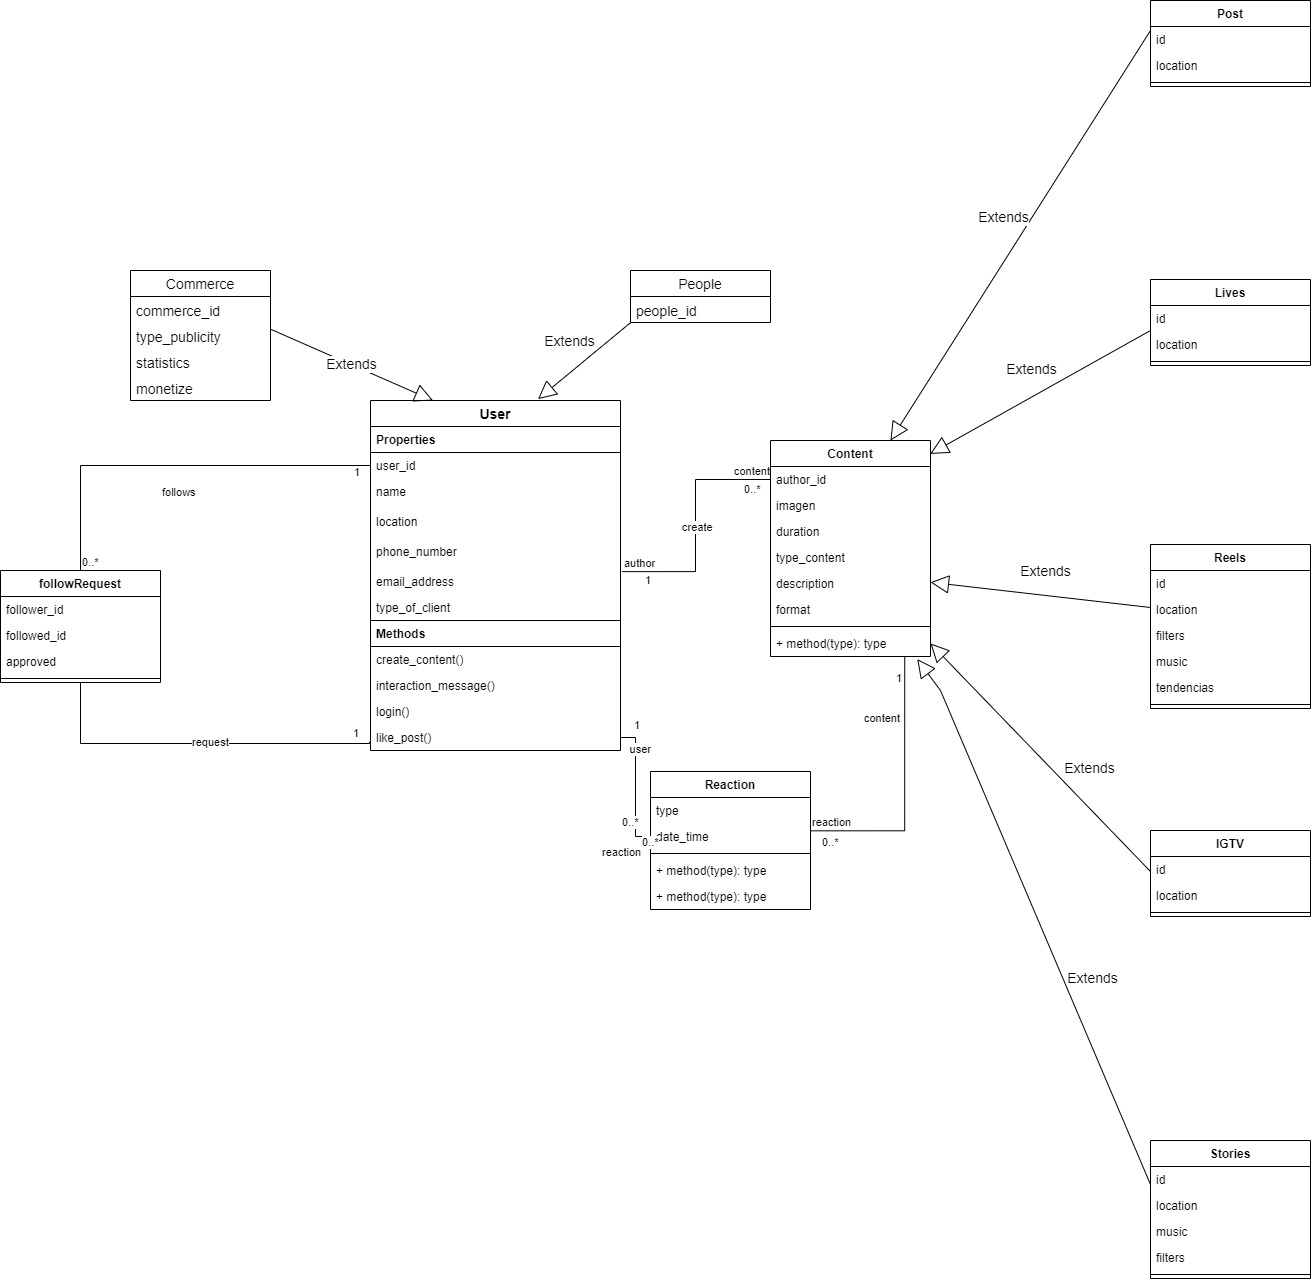 Post
id
location
Extends
Lives
id
location
Extends
Commerce
commerce_id
type_publicity
statistics
monetize
Extends
People
people_id
Extends
User
Properties
user_id
name
location
phone_number
email_address
type_of_client
Methods
create_content()
interaction_message()
login()
like_post()
1
follows
0..*
followRequest
follower_id
followed_id
approved
request
1
author
1
create
content
0..*
Content
author_id
imagen
duration
type_content
description
format
+ method(type): type
Extends
Reels
id
location
filters
music
tendencias
1
content
1
user
0..*
0..*
reaction
Reaction
type
date_time
+ method(type): type
+ method(type): type
reaction
0..*
Extends
IGTV
id
location
Extends
Stories
id
location
music
filters